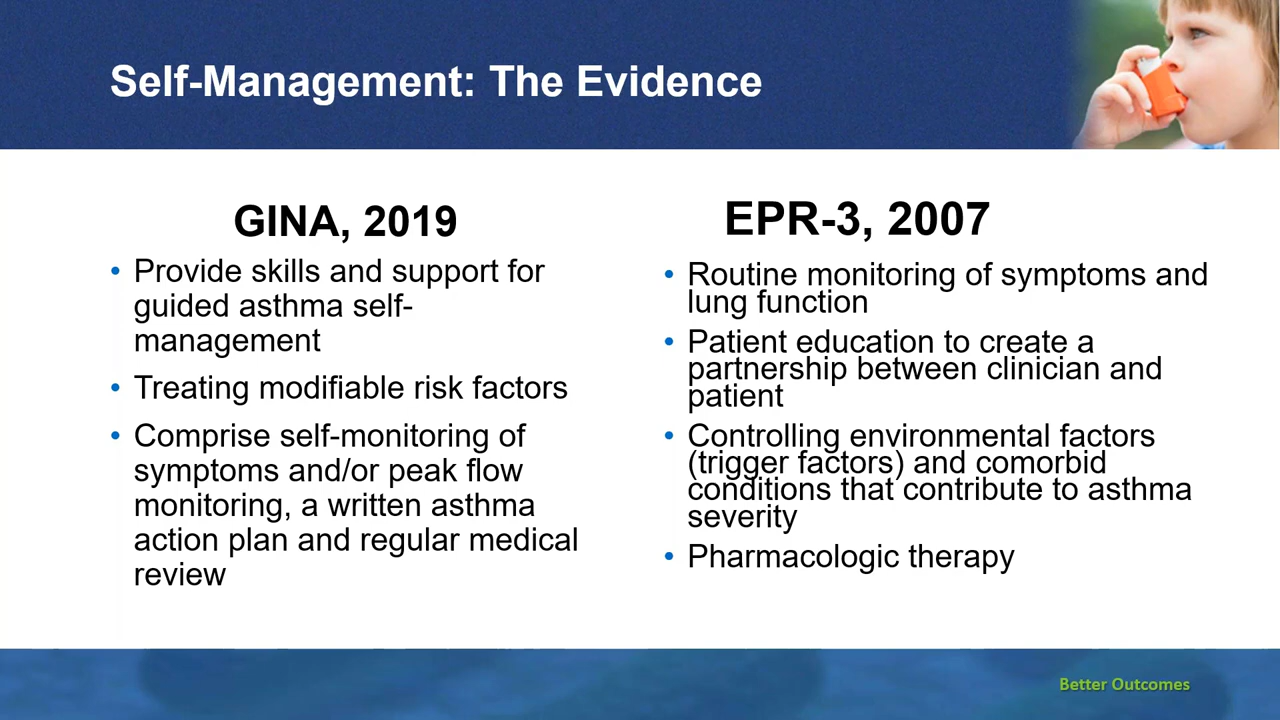 Self-Management: The Evidence
GINA, 2019
• Provide skills and support for
guided asthma self-
management
• Treating modifiable risk factors
• Comprise self-monitoring of
symptoms and/or peak flow
monitoring, a written asthma
action plan and regular medical
review
EPR-3, 2007
• Routine monitoring of symptoms and
lung function
• Patient education to create a
partnership between clinician and
patient
• Controlling environmental factors
(trigger factors) and comorbid
conditions that contribute to asthma
severity
• Pharmacologic therapy
Better Outcomes